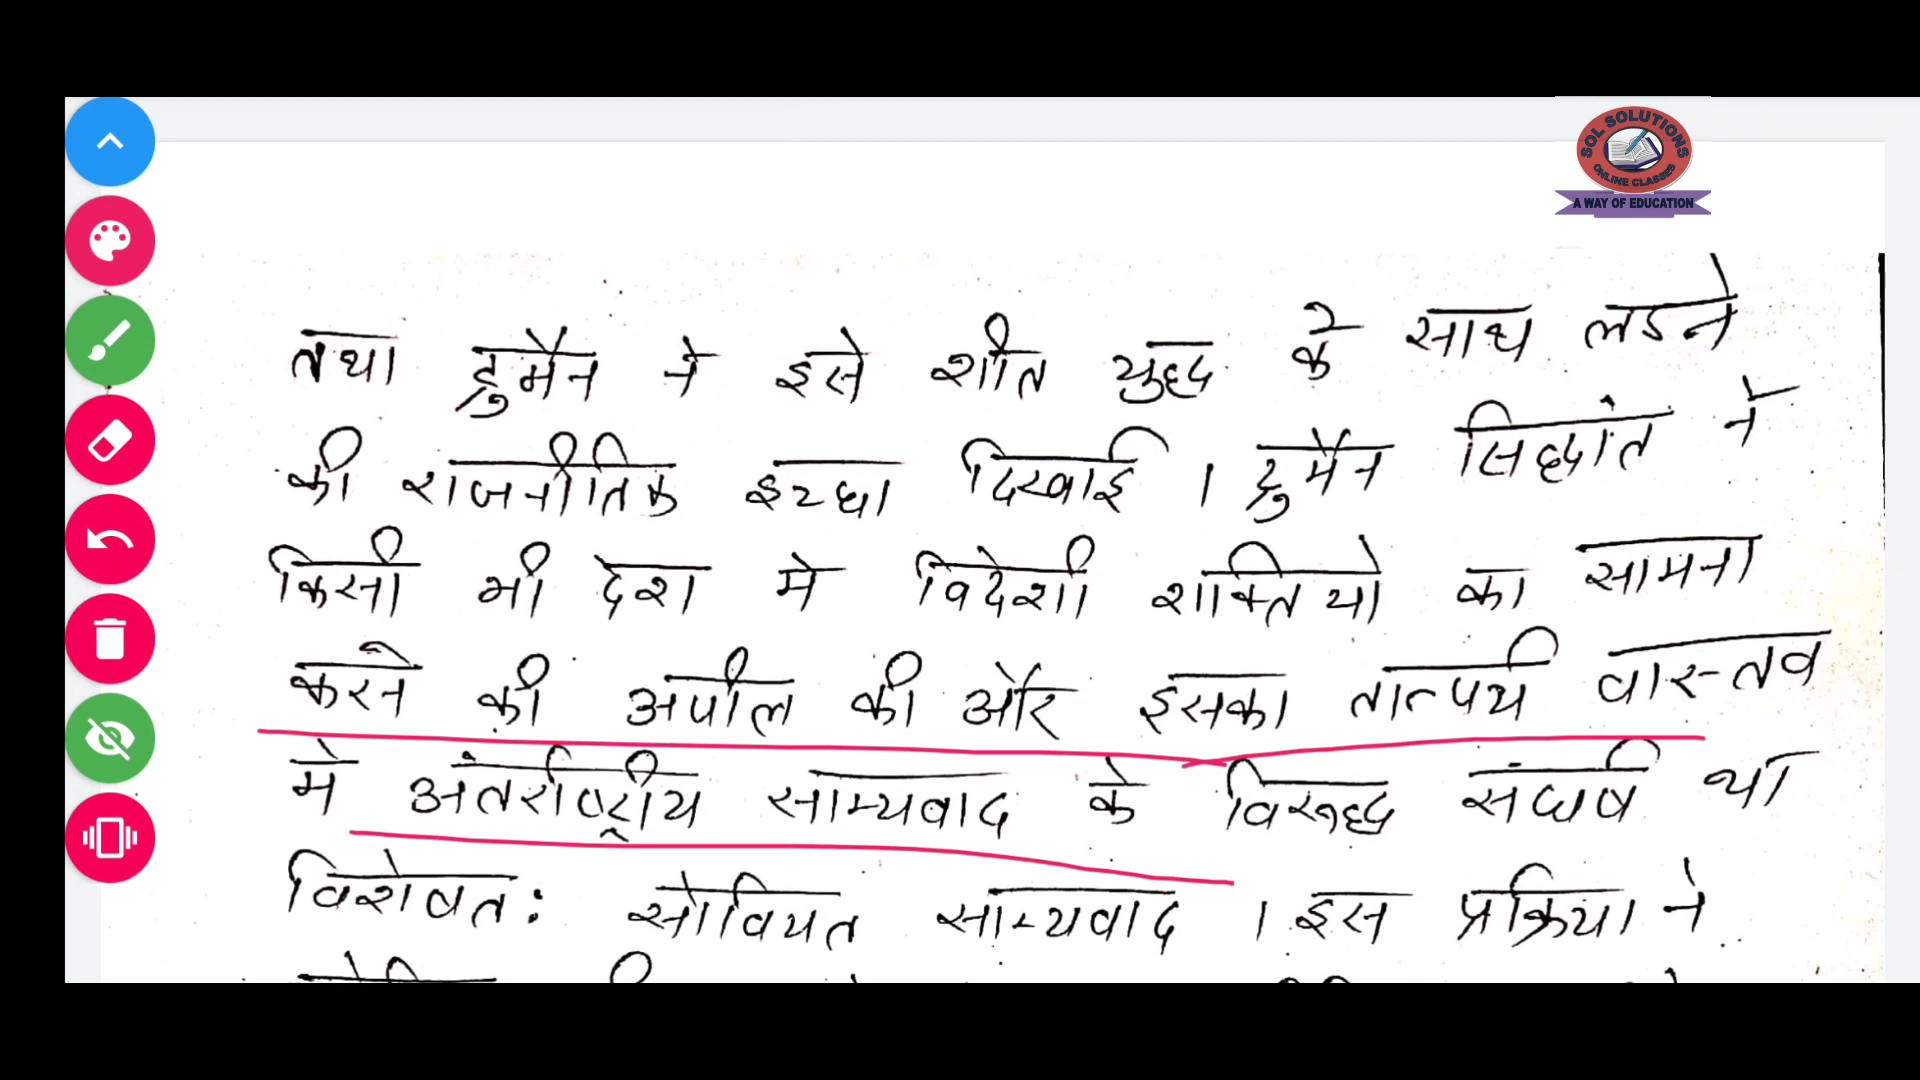 SOL SOLUTIONS
ONLINE CLASSES
A WAY OF EDUCATION
तथा ट्रुमैन ने इसे शीत युद्ध के साथ लडने
की राजनीतिक इच्छा दिखाई । ट्रुमैन सिद्धांत ने
किसी भी देश मे विदेशी शक्तियो का सामना
करने की अपील की और इसका तात्पर्य वास्तव
मे अंतर्राष्ट्रीय साम्यवाद के विरूद्ध संघर्ष था
विशेषत: सोवियत साम्यवाद । इस प्रक्रिया ने